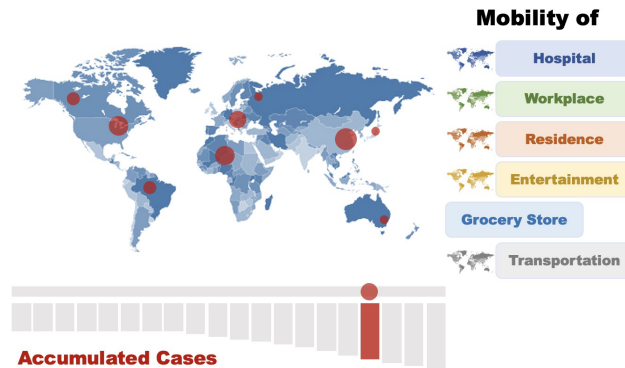 Mobility of
Hospital
Workplace
Residence
Entertainment
Grocery Store
Transportation
Accumulated Cases